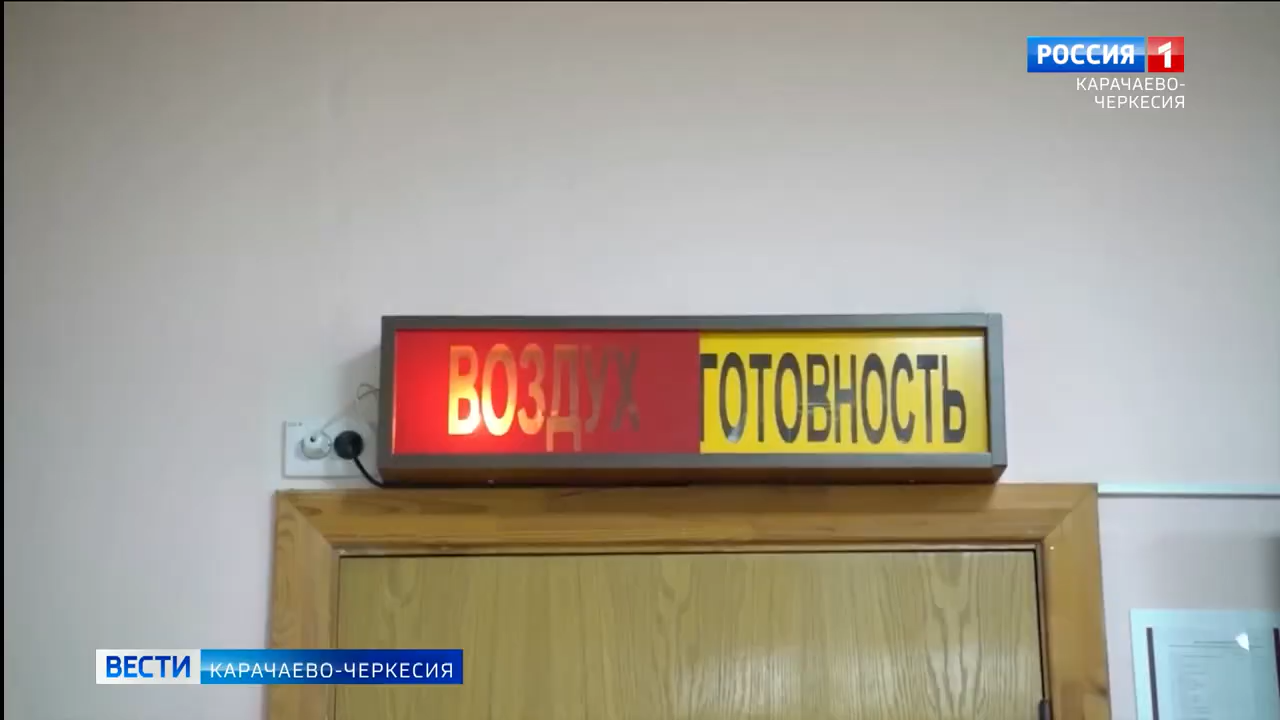 РОССИЯ 1
КАРАЧАЕВО-
ЧЕРКЕСИЯ
ВОЗДУХ ГОТОВНОСТЬ
ВЕСТИ КАРАЧАЕВО-ЧЕРКЕСИЯ